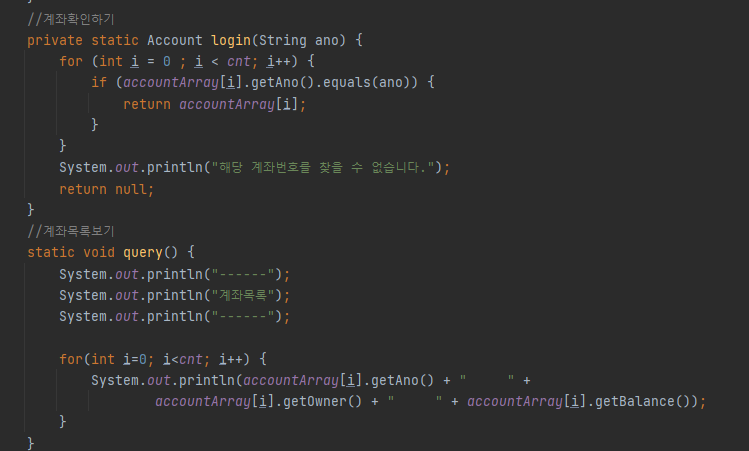 }
//계좌확인하기
private static Account login(String ano) {
    for (int i = 0 ; i < cnt; i++) {
        if (accountArray[i].getAno().equals(ano)) {
            return accountArray[i];
        }
    }
    System.out.println("해당 계좌번호를 찾을 수 없습니다.");
    return null;
}
//계좌목록보기
static void query() {
    System.out.println("------");
    System.out.println("계좌목록");
    System.out.println("------");

    for(int i=0; i<cnt; i++) {
        System.out.println(accountArray[i].getAno() + "     " +
                accountArray[i].getOwner() + "     " + accountArray[i].getBalance());
    }
}